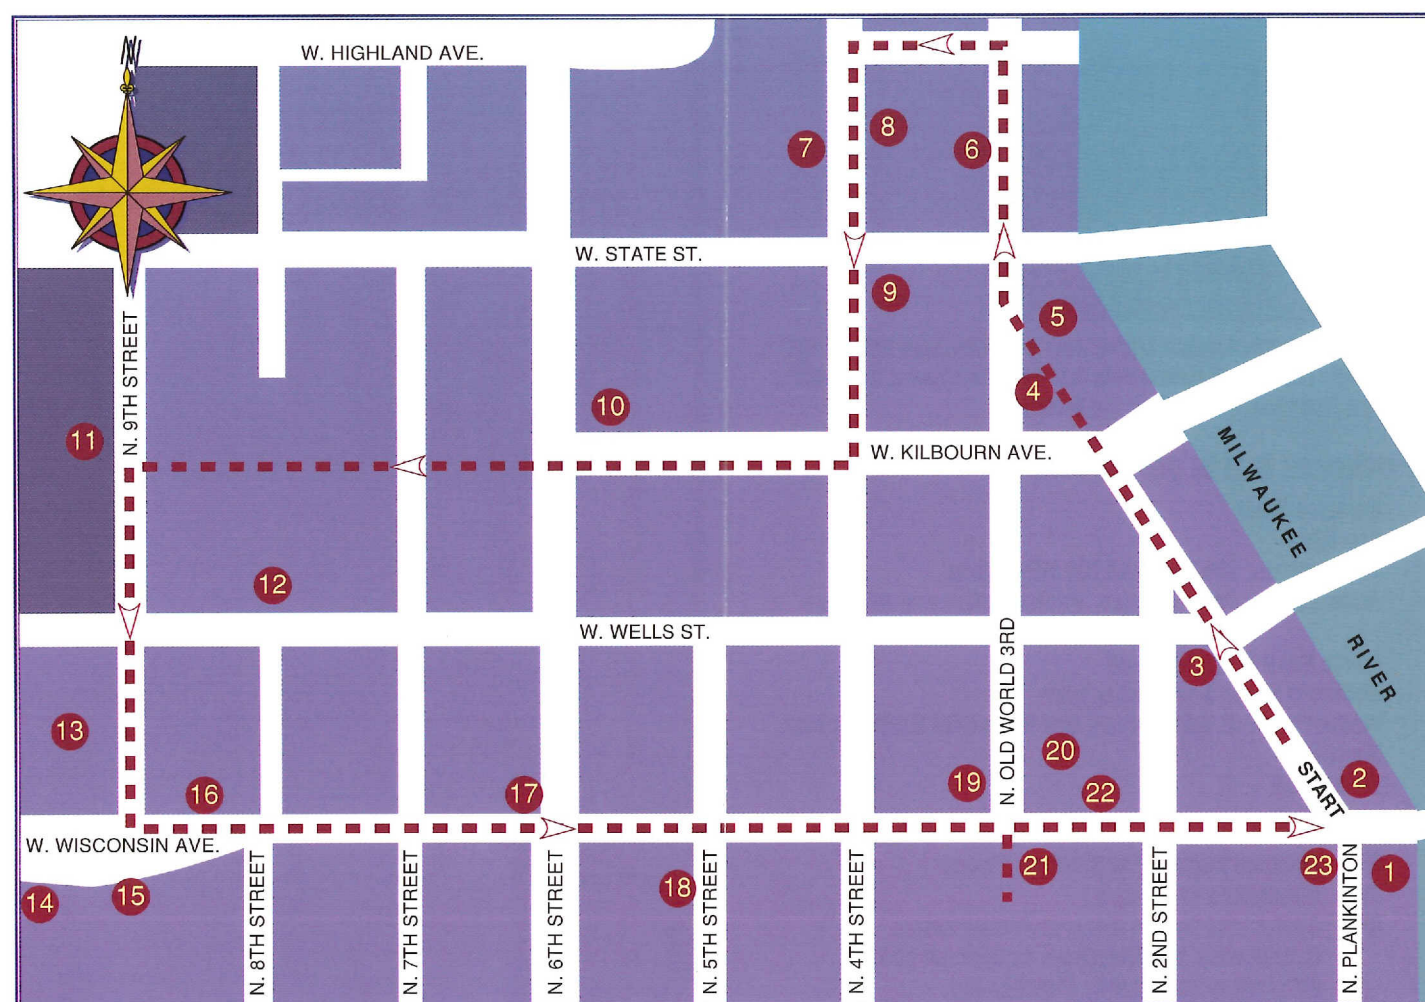 N
W. HIGHLAND AVE.
7
8
6
W. STATE ST.
9
5
4
10
N. 9TH STREET
11
W. KILBOURN AVE.
MILWAUKEE
RIVER
12
W. WELLS ST.
3
N. OLD WORLD 3RD
13
16
17
19
20
22
START
2
W. WISCONSIN AVE.
14
15
18
21
23
1
N. 8TH STREET
N. 7TH STREET
N. 6TH STREET
N. 5TH STREET
N. 4TH STREET
N. 2ND STREET
N. PLANKINTON